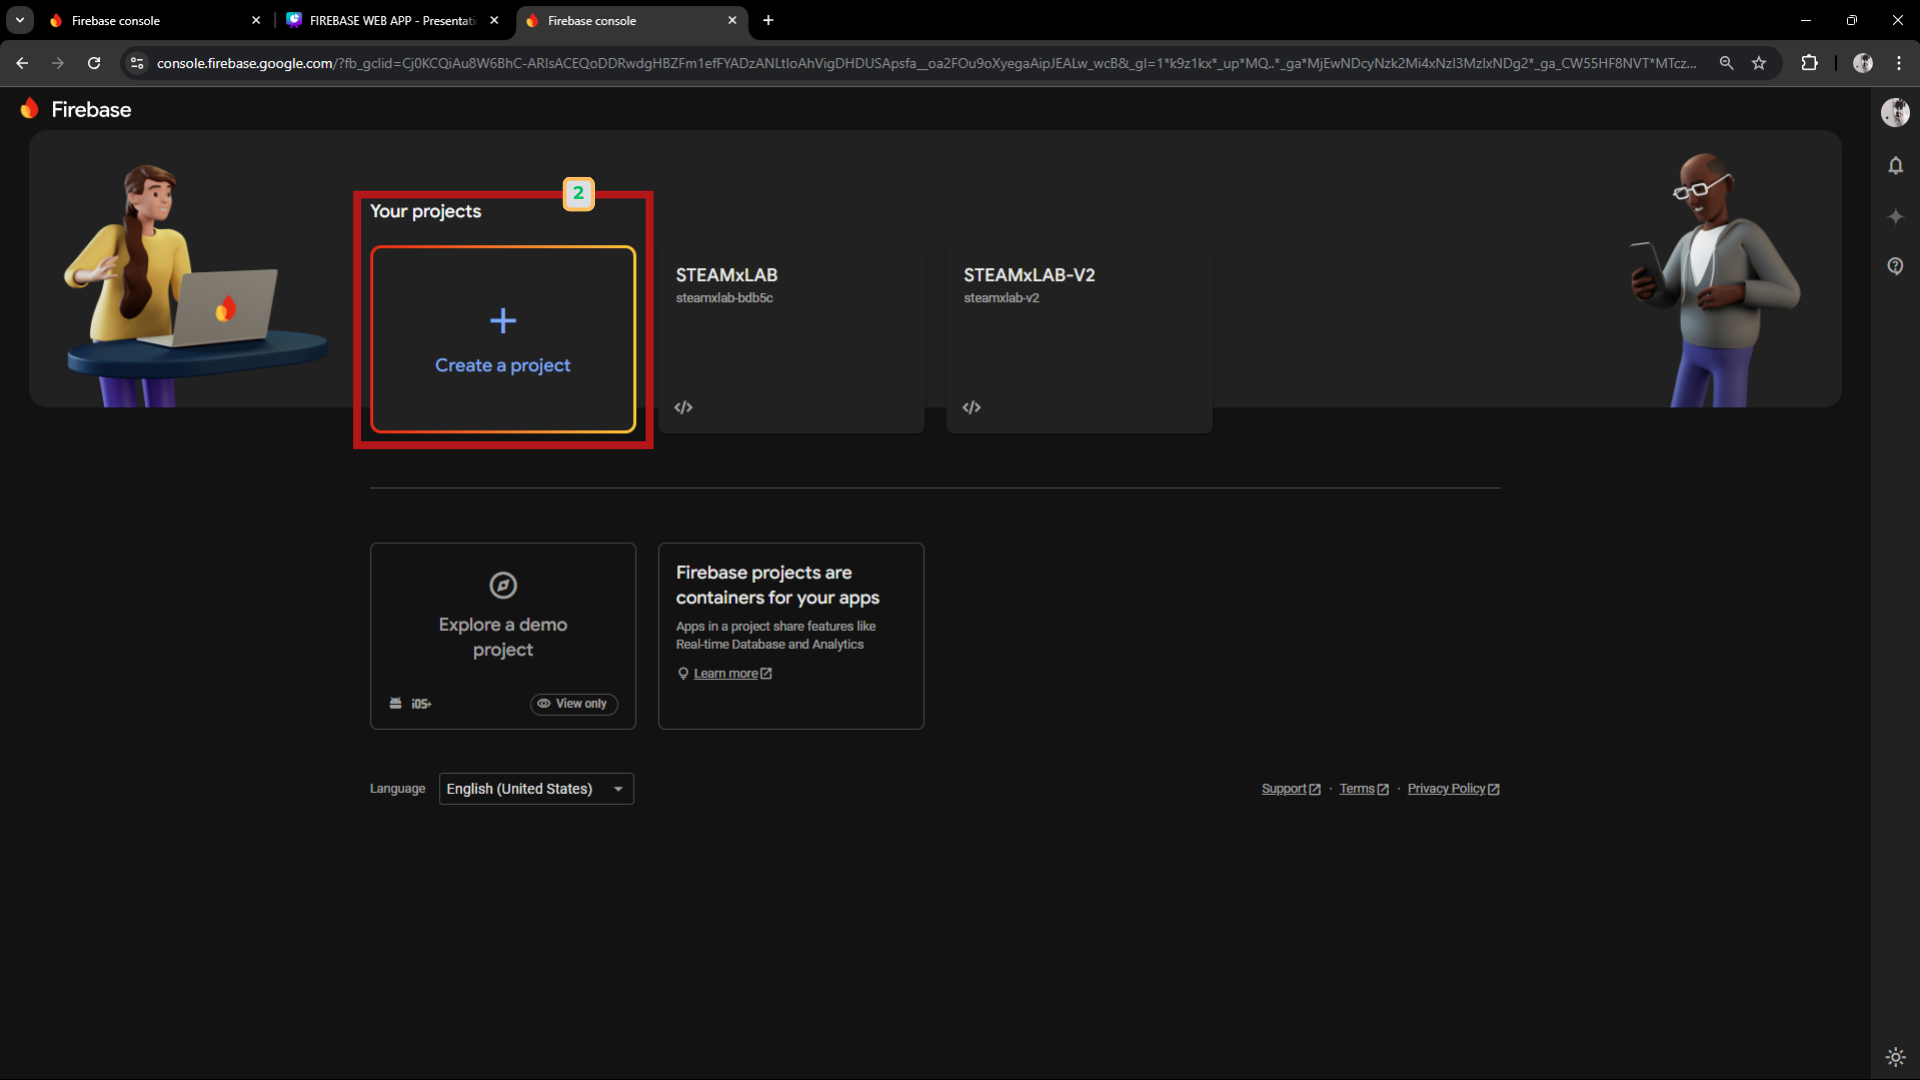 Firebase console
FIREBASE WEB APP - Presentati
Firebase console
console.firebase.google.com/?fb_gclid=Cj0KCQiAu8W6BhC-ARIsACEQoDDRwdgHBZFm1efFYADzANLtIoAhVigDHDUSApsfa__oa2FOu9oXyegaAipJEALw_wcB&_gl=1*k9z1kx*_up*MQ..*_ga*MjEwNDcyNzk2Mi4xNzI3MzIxNDg2*_ga_CW55HF8NVT*MTcz...
Firebase
2
Your projects
Create a project
STEAMxLAB
steamxlab-bdb5c
STEAMxLAB-V2
steamxlab-v2
Explore a demo
project
iOS+
View only
Firebase projects are
containers for your apps
Apps in a project share features like
Real-time Database and Analytics
Learn more
Language
English (United States)
Support · Terms · Privacy Policy